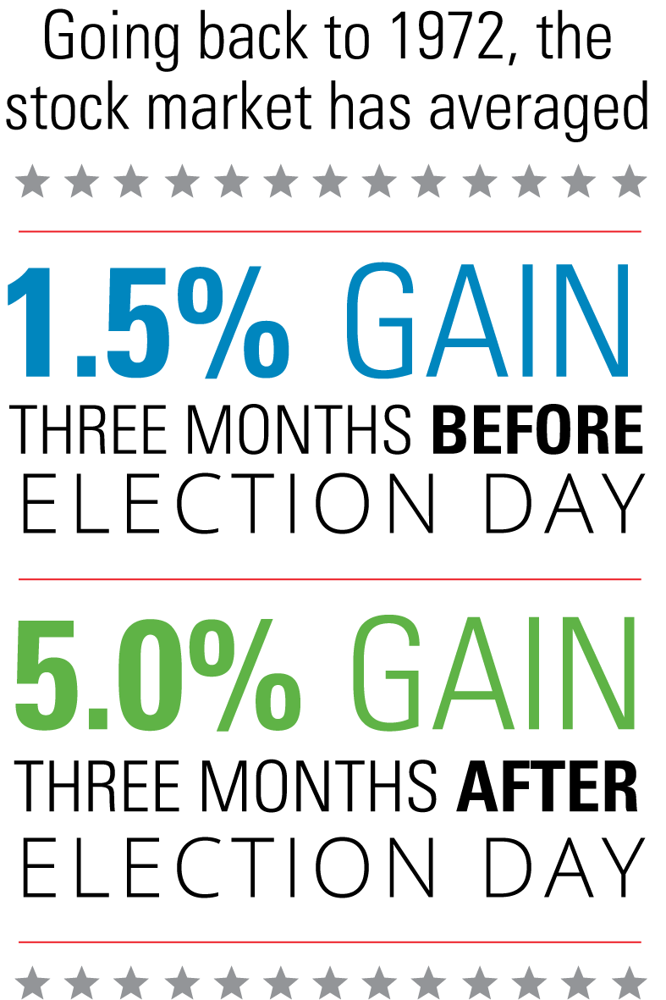 Going back to 1972, the
stock market has averaged
1.5% GAIN
THREE MONTHS BEFORE
ELECTION DAY
5.0% GAIN
THREE MONTHS AFTER
ELECTION DAY